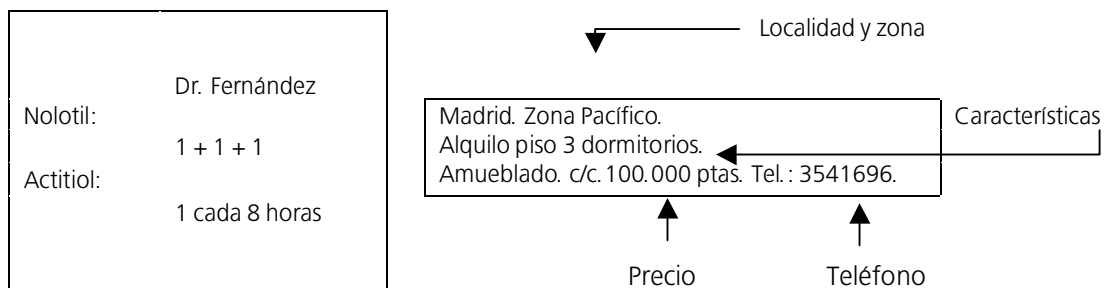 Dr. Fernández
Nolotil:
1 + 1 + 1
Actitiol:
1 cada 8 horas
Localidad y zona
Madrid. Zona Pacífico.
Alquilo piso 3 dormitorios.
Amueblado. c/c. 100.000 ptas. Tel.: 3541696.
Características
Precio
Teléfono